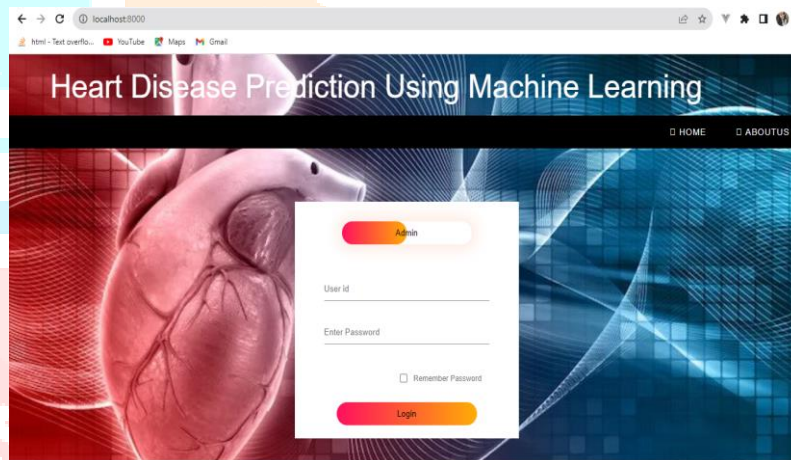 localhost:8000
html - Text overflo... YouTube Maps Gmail
Heart Disease Prediction Using Machine Learning
HOME ABOUTUS
Admin
User id
Enter Password
Remember Password
Login